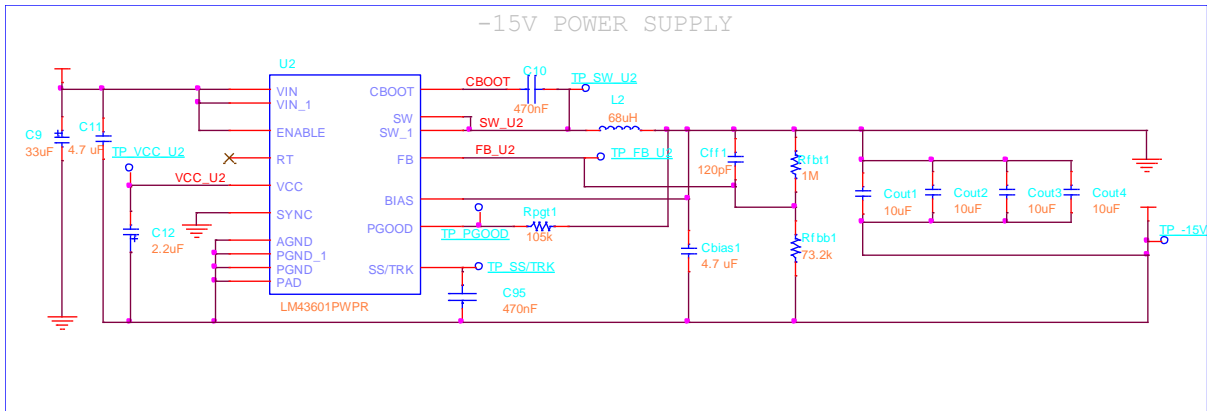 -15V POWER SUPPLY
U2
C10
TP_SW_U2
CBOOT
VIN
CBOOT
L2
VIN_1
470nF
SW
68uH
C9
C11
ENABLE
SW_1
SW_U2
33uF
4.7 uF
TP_VCC_U2
RT
FB
FB_U2
TP_FB_U2
Cff1
Rfbt1
120pF
1M
VCC_U2
VCC
BIAS
Cout1
Cout2
Cout3
Cout4
10uF
10uF
10uF
10uF
SYNC
PGOOD
Rpgt1
TP_PGOOD
105k
TP_-15V
C12
2.2uF
AGND
PGND_1
PGND
PAD
SS/TRK
TP_SS/TRK
Cbias1
4.7 uF
Rfbb1
73.2k
C95
470nF
LM43601PWPR